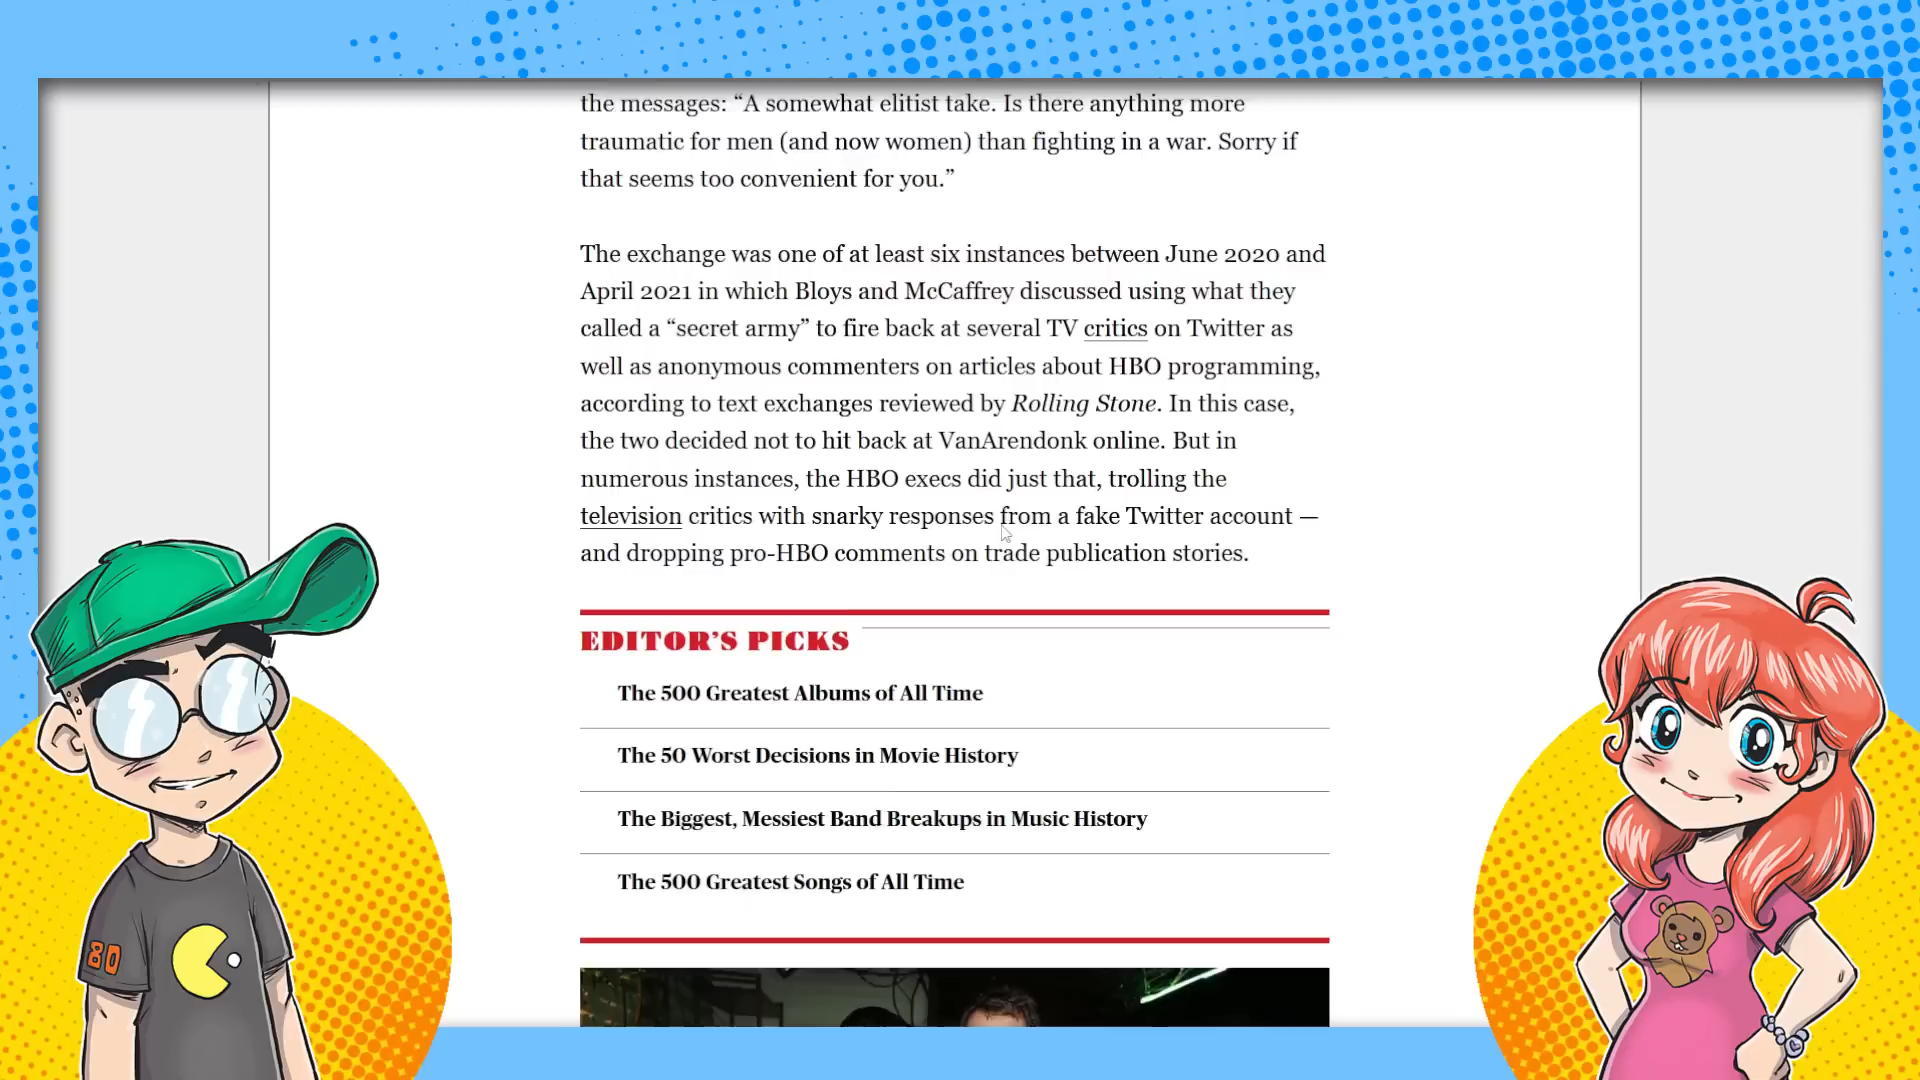 the messages: “A somewhat elitist take. Is there anything more
traumatic for men (and now women) than fighting in a war. Sorry if
that seems too convenient for you.”
The exchange was one of at least six instances between June 2020 and
April 2021 in which Bloys and McCaffrey discussed using what they
called a “secret army” to fire back at several TV critics on Twitter as
well as anonymous commenters on articles about HBO programming,
according to text exchanges reviewed by Rolling Stone. In this case,
the two decided not to hit back at VanArendonk online. But in
numerous instances, the HBO execs did just that, trolling the
television critics with snarky responses from a fake Twitter account —
and dropping pro-HBO comments on trade publication stories.
EDITOR’S PICKS
The 500 Greatest Albums of All Time
The 50 Worst Decisions in Movie History
The Biggest, Messiest Band Breakups in Music History
The 500 Greatest Songs of All Time
80